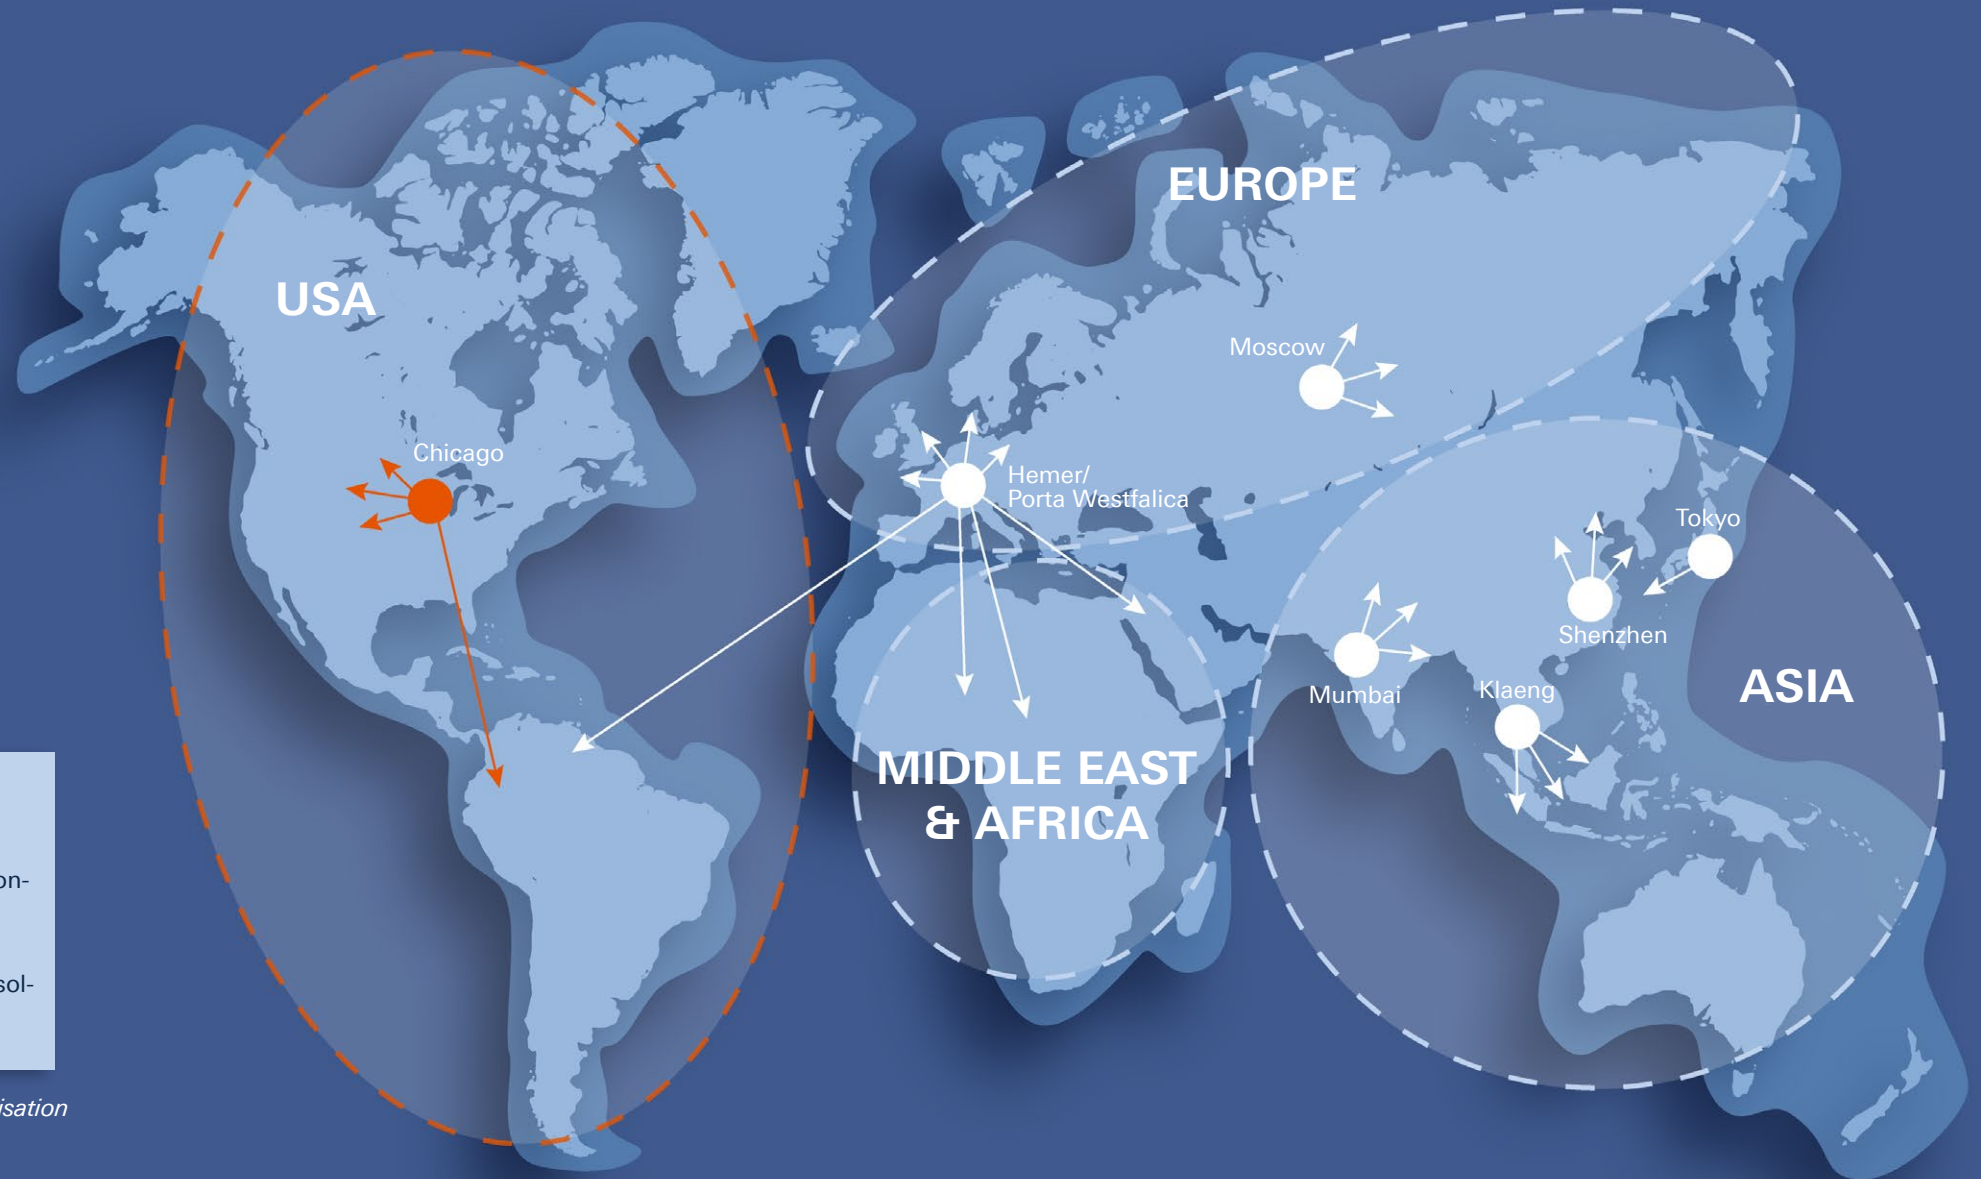 EUROPE
USA
Moscow
Chicago
Hemer/
Porta Westfalica
Tokyo
Shenzhen
Mumbai
Klaeng
ASIA
MIDDLE EAST
& AFRICA
on-
sol-
isation